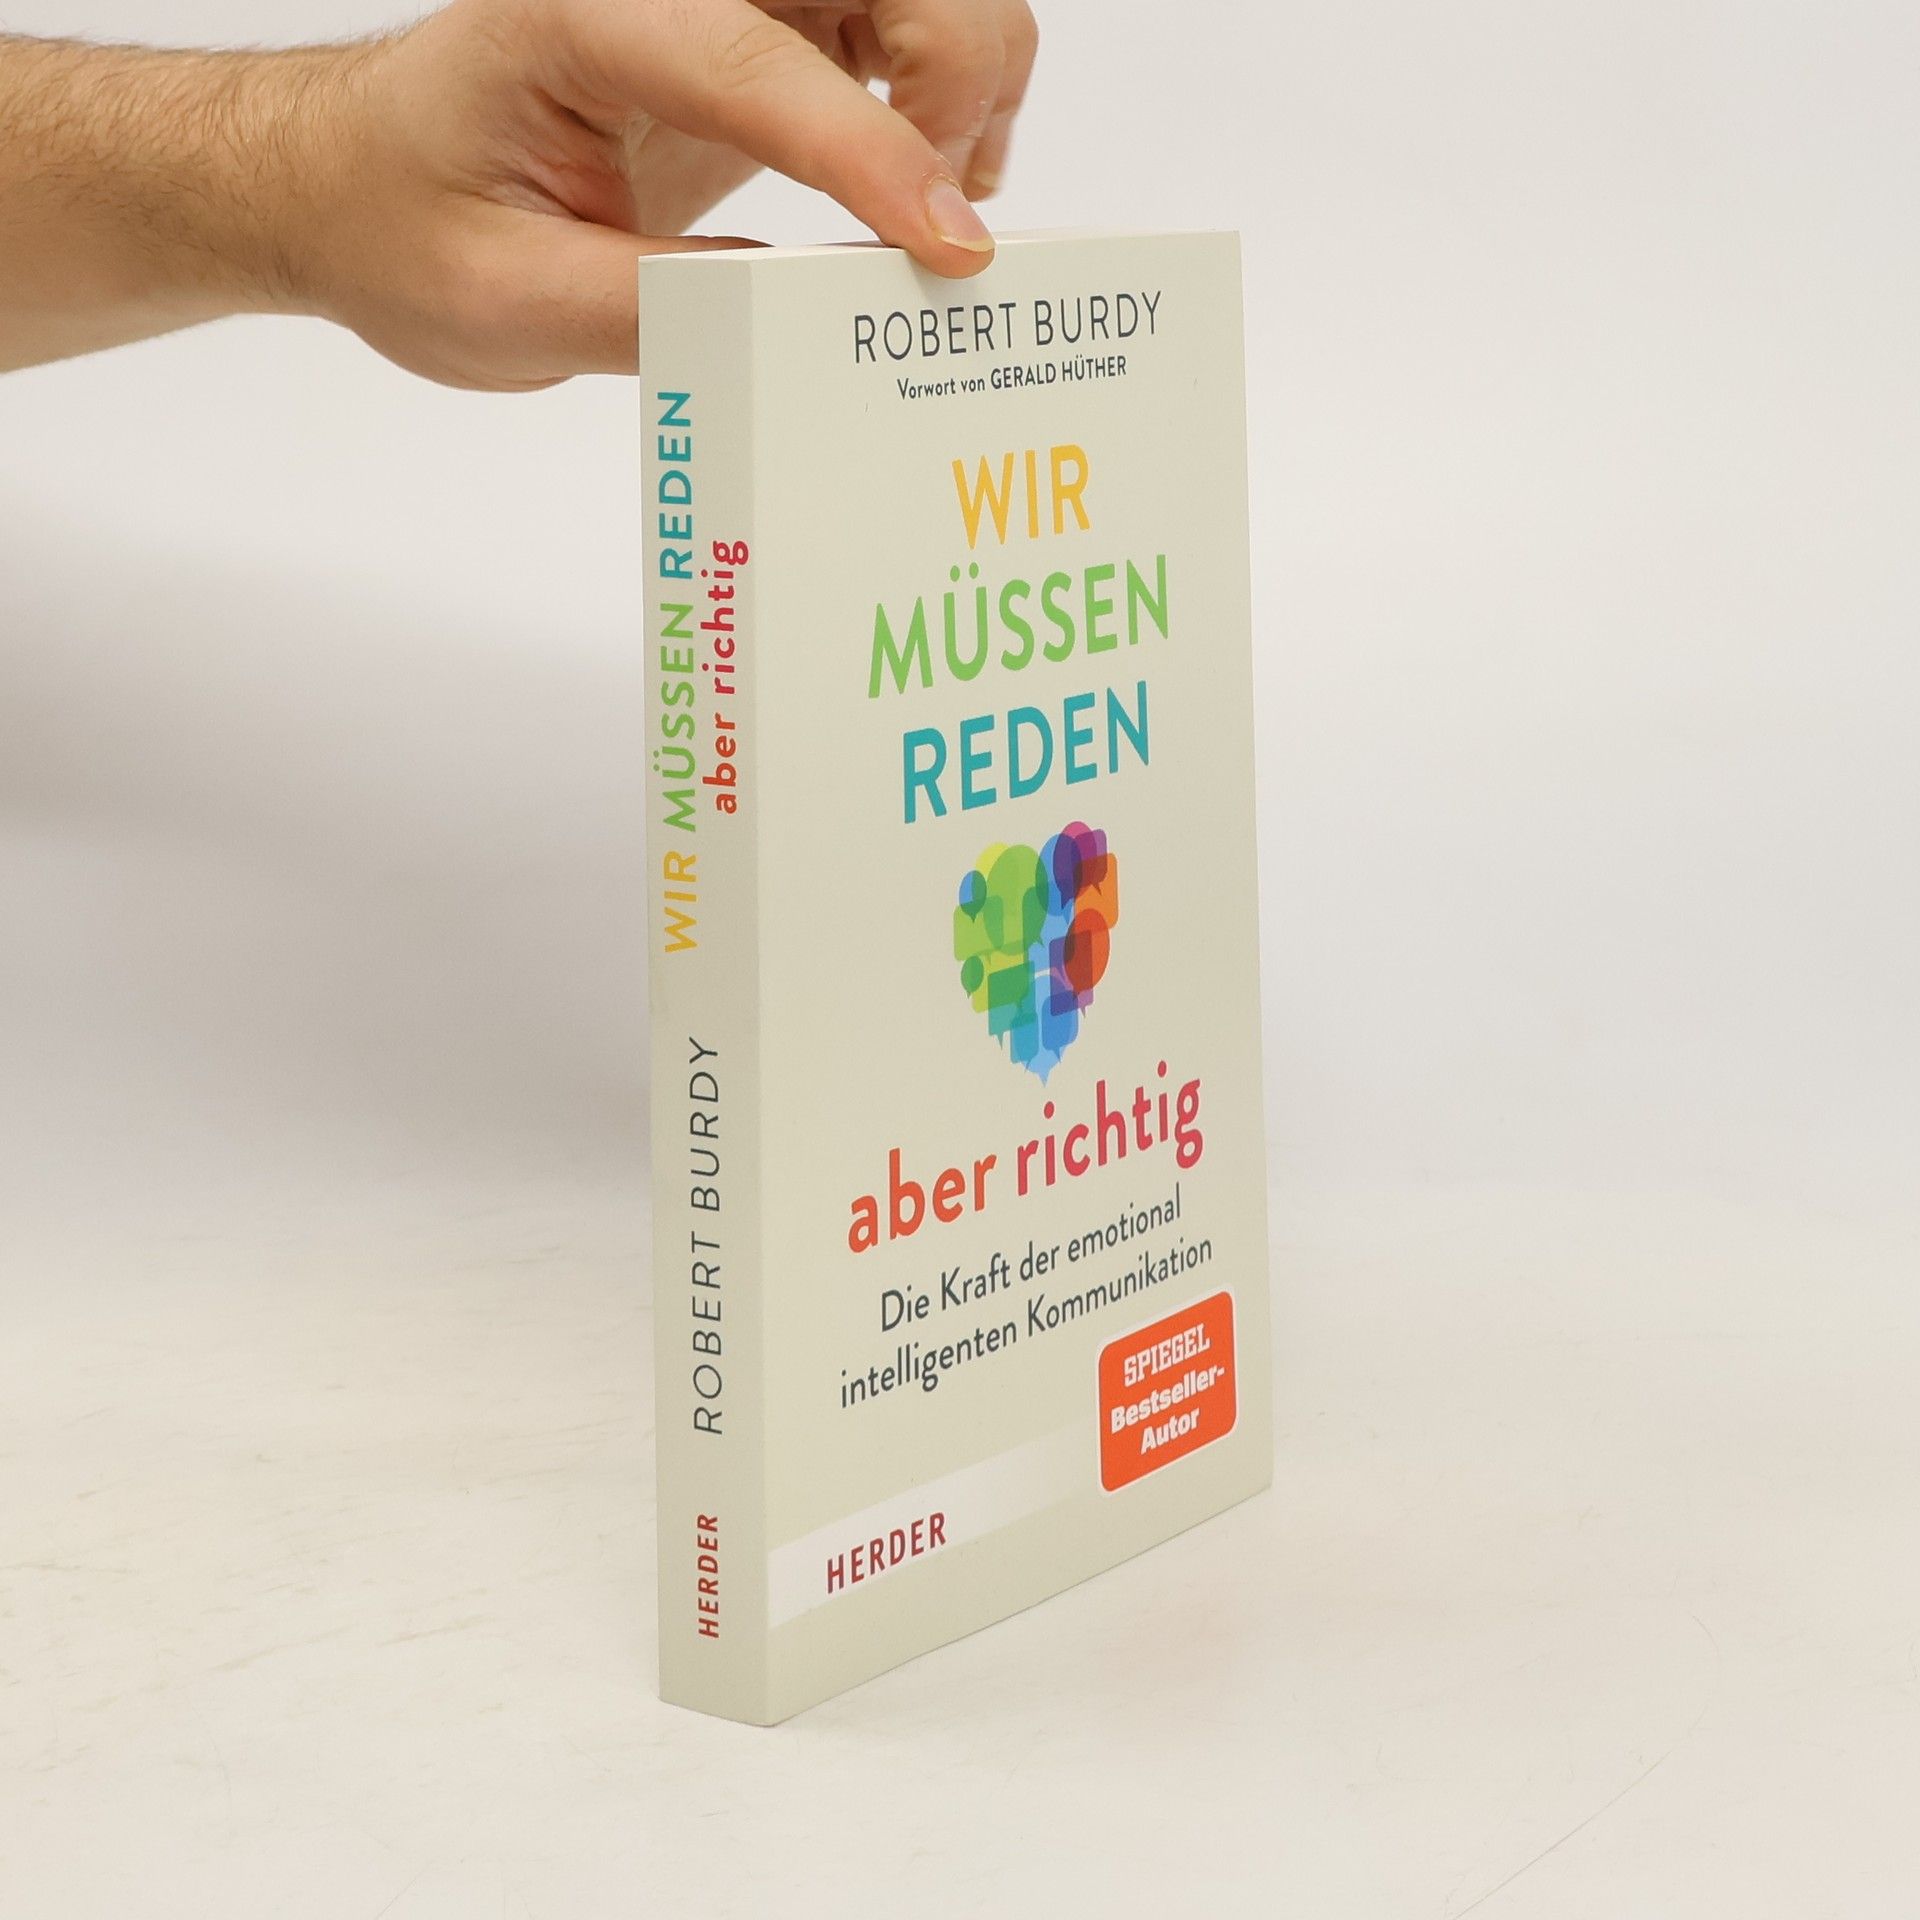 WIR MÜSSEN REDEN
aber richtig
ROBERT BURDY
HERDER
ROBERT BURDY
Vorwort von GERALD HÜTHER
WIR
MÜSSEN
REDEN
aber richtig
Die Kraft der emotional
intelligenten Kommunikation
SPIEGEL
Bestseller-
Autor
HERDER